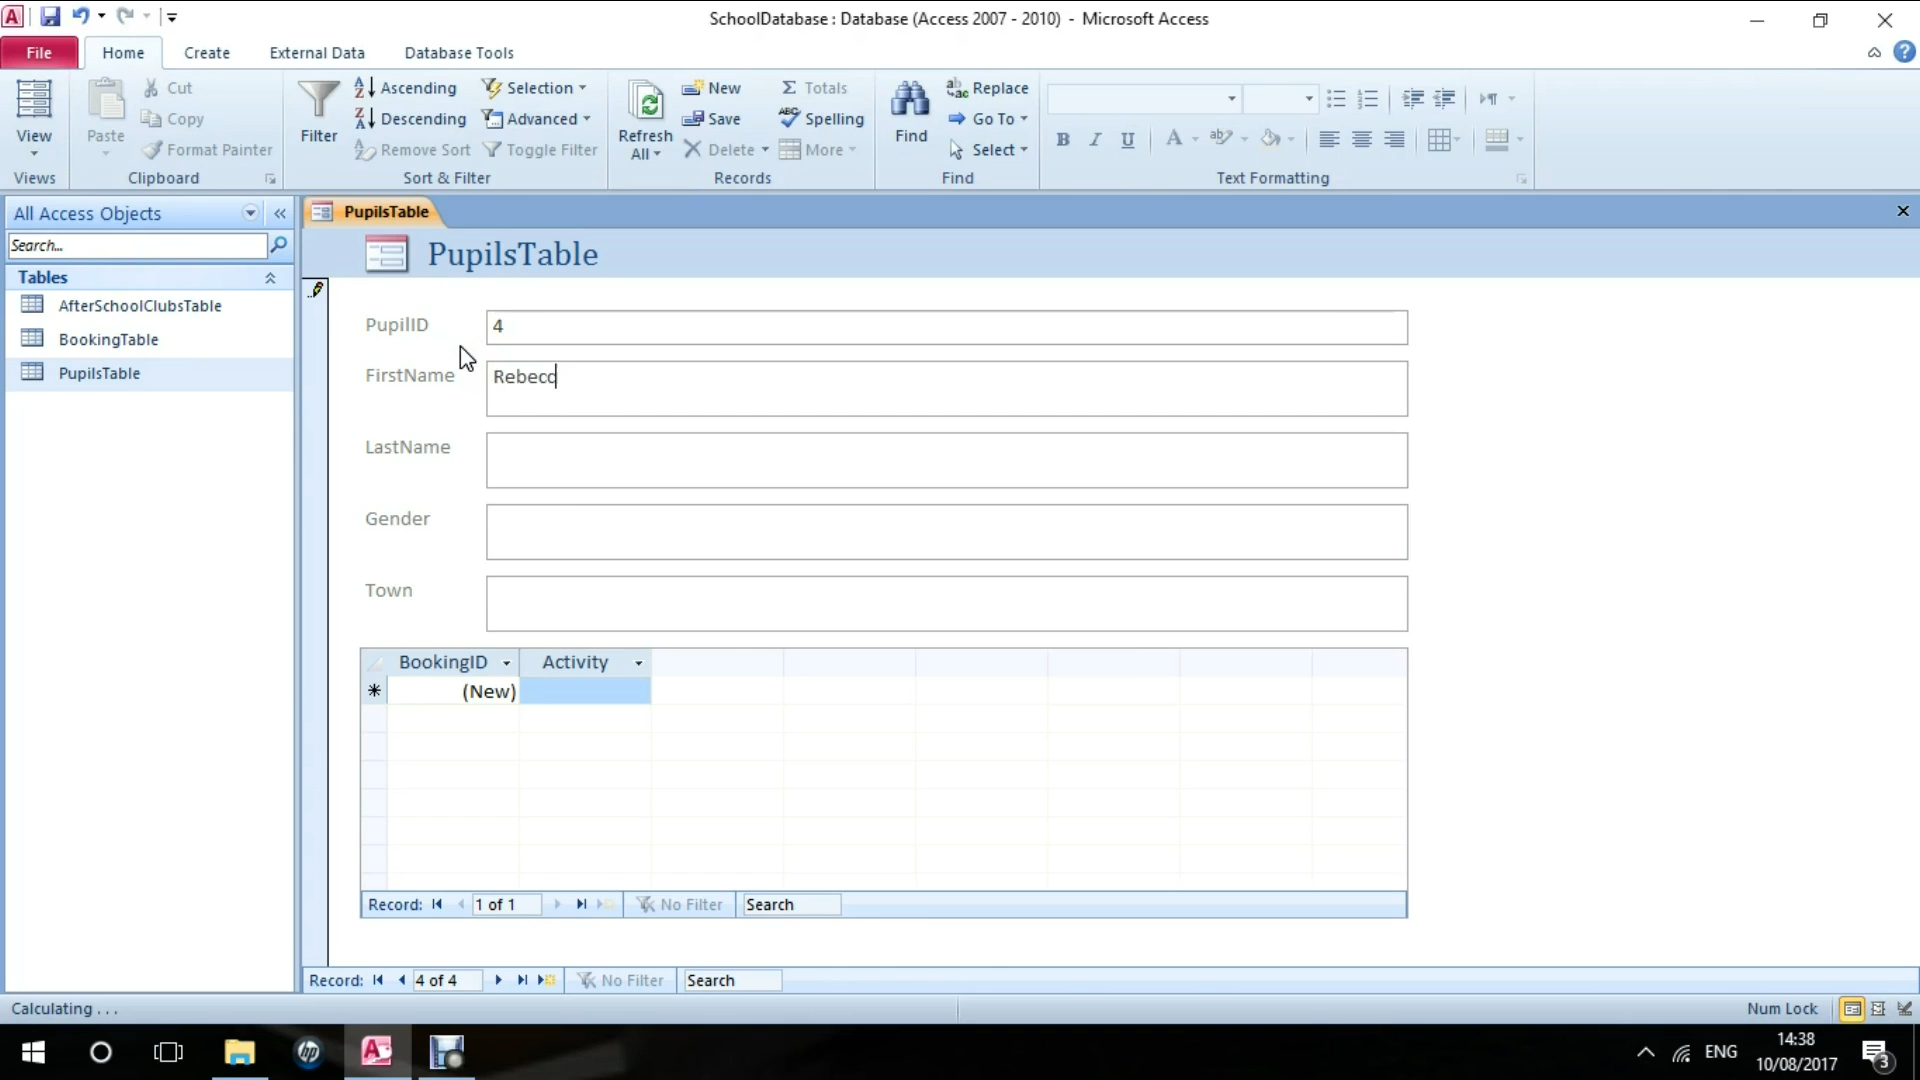 SchoolDatabase : Database (Access 2007 - 2010) - Microsoft Access
File Home Create External Data Database Tools
View
Views
Paste
Cut
Copy
Format Painter
Clipboard
Filter
Ascending
Descending
Remove Sort
Selection
Advanced
Toggle Filter
Sort & Filter
Refresh
All
New
Save
Delete
Totals
Spelling
More
Records
Find
Replace
Go To
Select
Find
B I U A
Text Formatting
All Access Objects
Search...
Tables
AfterSchoolClubsTable
BookingTable
PupilsTable
PupilsTable
PupilsTable
PupilID 4
FirstName Rebecc
LastName
Gender
Town
BookingID Activity
(New)
Record: 1 of 1 No Filter Search
Record: 4 of 4 No Filter Search
Calculating . . .
Num Lock
ENG
14:38
10/08/2017
3